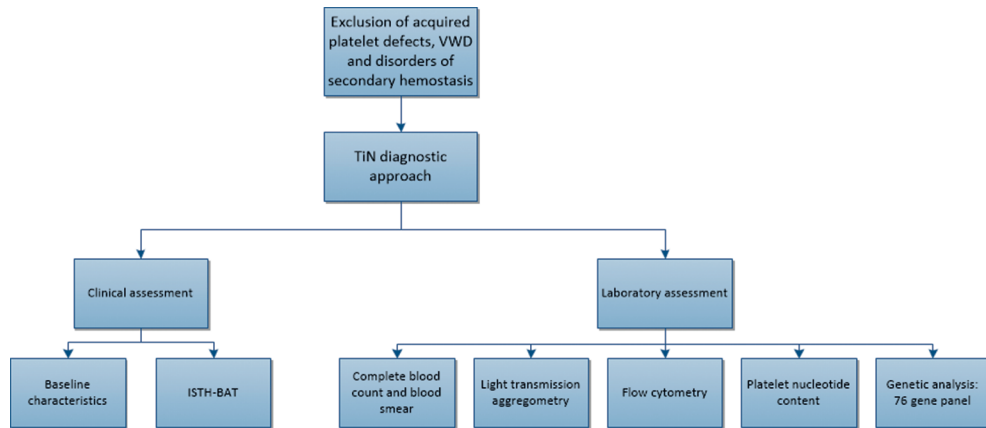 Exclusion of acquired
platelet defects, VWD
and disorders of
secondary hemostasis
TiN diagnostic
approach
Clinical assessment
Laboratory assessment
Baseline
characteristics
ISTH-BAT
Complete blood
count and blood
smear
Light transmission
aggregometry
Flow cytometry
Platelet nucleotide
content
Genetic analysis:
76 gene panel